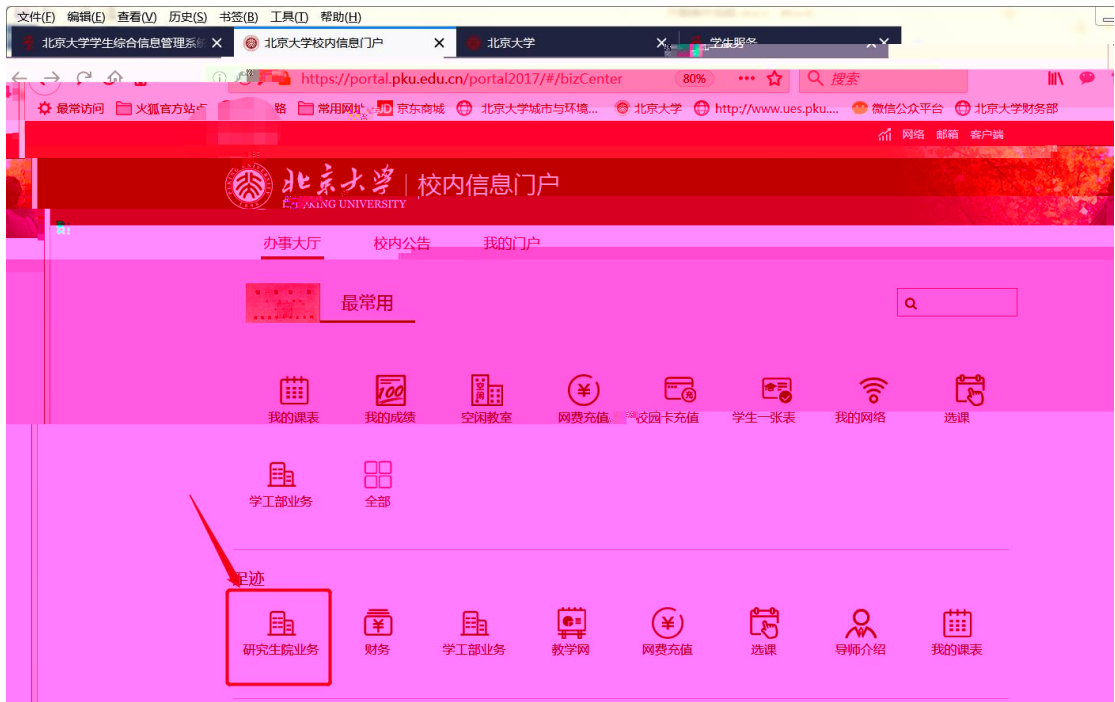 文件(F) 编辑(E) 查看(V) 历史(S) 书签(B) 工具(T) 帮助(H)
北京大学学生综合信息管理系统 × 北京大学校内信息门户 × 北京大学 × 学生服务 ×
https://portal.pku.edu.cn/portal2017/#/bizCenter 80% 搜索
最常访问 火狐官方站点 常用网址 JD 京东商城 北京大学城市与环境... 北京大学 http://www.ues.pku.... 微信公众平台 北京大学财务部
网络 邮箱 客户端
北京大学 校内信息门户
PEKING UNIVERSITY
办事大厅 校内公告 我的门户
最常用
100
我的课表 我的成绩 空闲教室 网费充值 校园卡充值 学生一张表 我的网络 选课
学工部业务 全部
足迹
研究生院业务 财务 学工部业务 教学网 网费充值 选课 导师介绍 我的课表